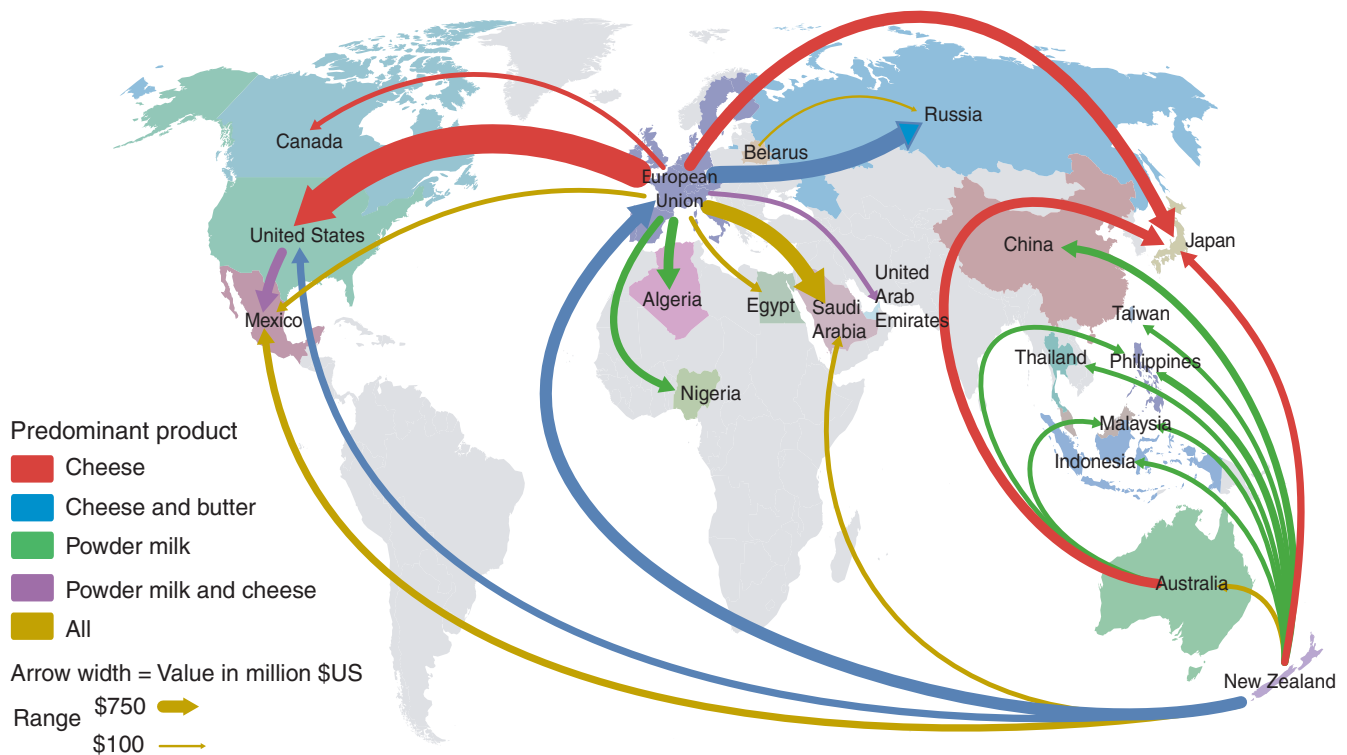 Russia
Canada
Belarus
European
Union
United States
China
Japan
United
Arab
Emirates
Algeria
Egypt
Saudi
Arabia
Mexico
Taiwan
Thailand
Philippines
Nigeria
Malaysia
Indonesia
Predominant product
Cheese
Cheese and butter
Powder milk
Powder milk and cheese
All
Australia
New Zealand
Arrow width = Value in million $US
Range
$750
$100